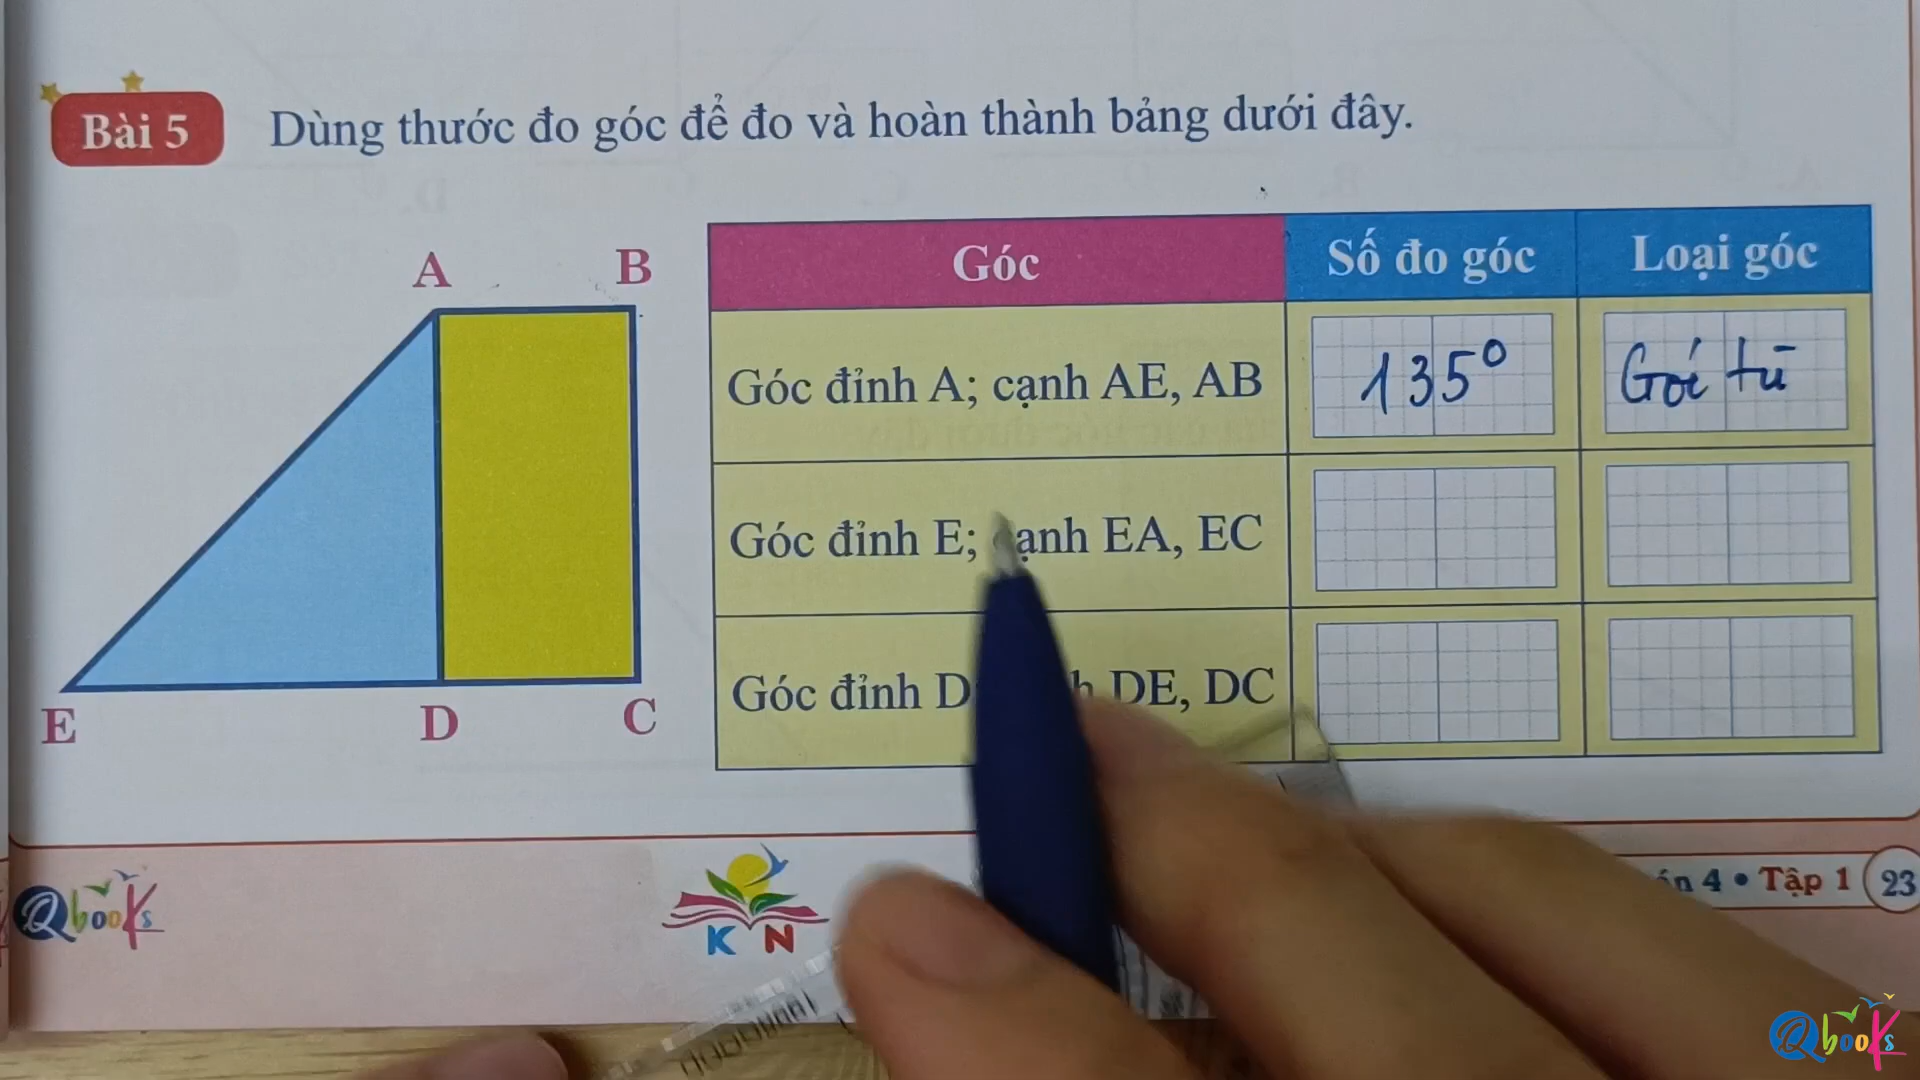 Bài 5
Dùng thước đo góc để đo và hoàn thành bảng dưới đây.
A
B
E
D
C
Góc
Số đo góc
Loại góc
Góc đỉnh A; cạnh AE, AB
135°
Góc tù
Góc đỉnh E; cạnh EA, EC
Góc đỉnh D
DE, DC
Qbooks
K N
4 • Tập 1
23
Qbooks